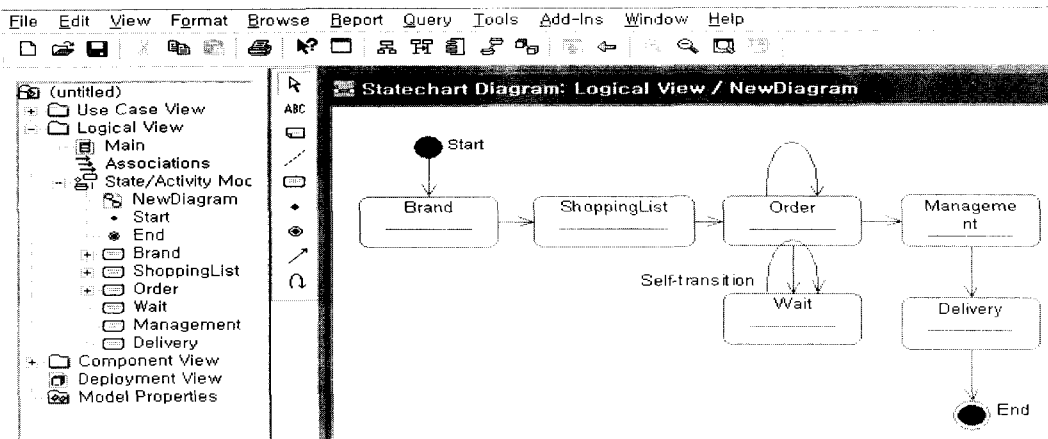 File Edit View Format Browse Report Query Tools Add-Ins Window Help
(untitled)
Use Case View
Logical View
Main
Associations
State/Activity Moc
NewDiagram
Start
End
Brand
ShoppingList
Order
Wait
Management
Delivery
Component View
Deployment View
Model Properties
ABC
Statechart Diagram: Logical View / NewDiagram
Start
Brand
ShoppingList
Order
Manageme
nt
Self-transition
Wait
Delivery
End